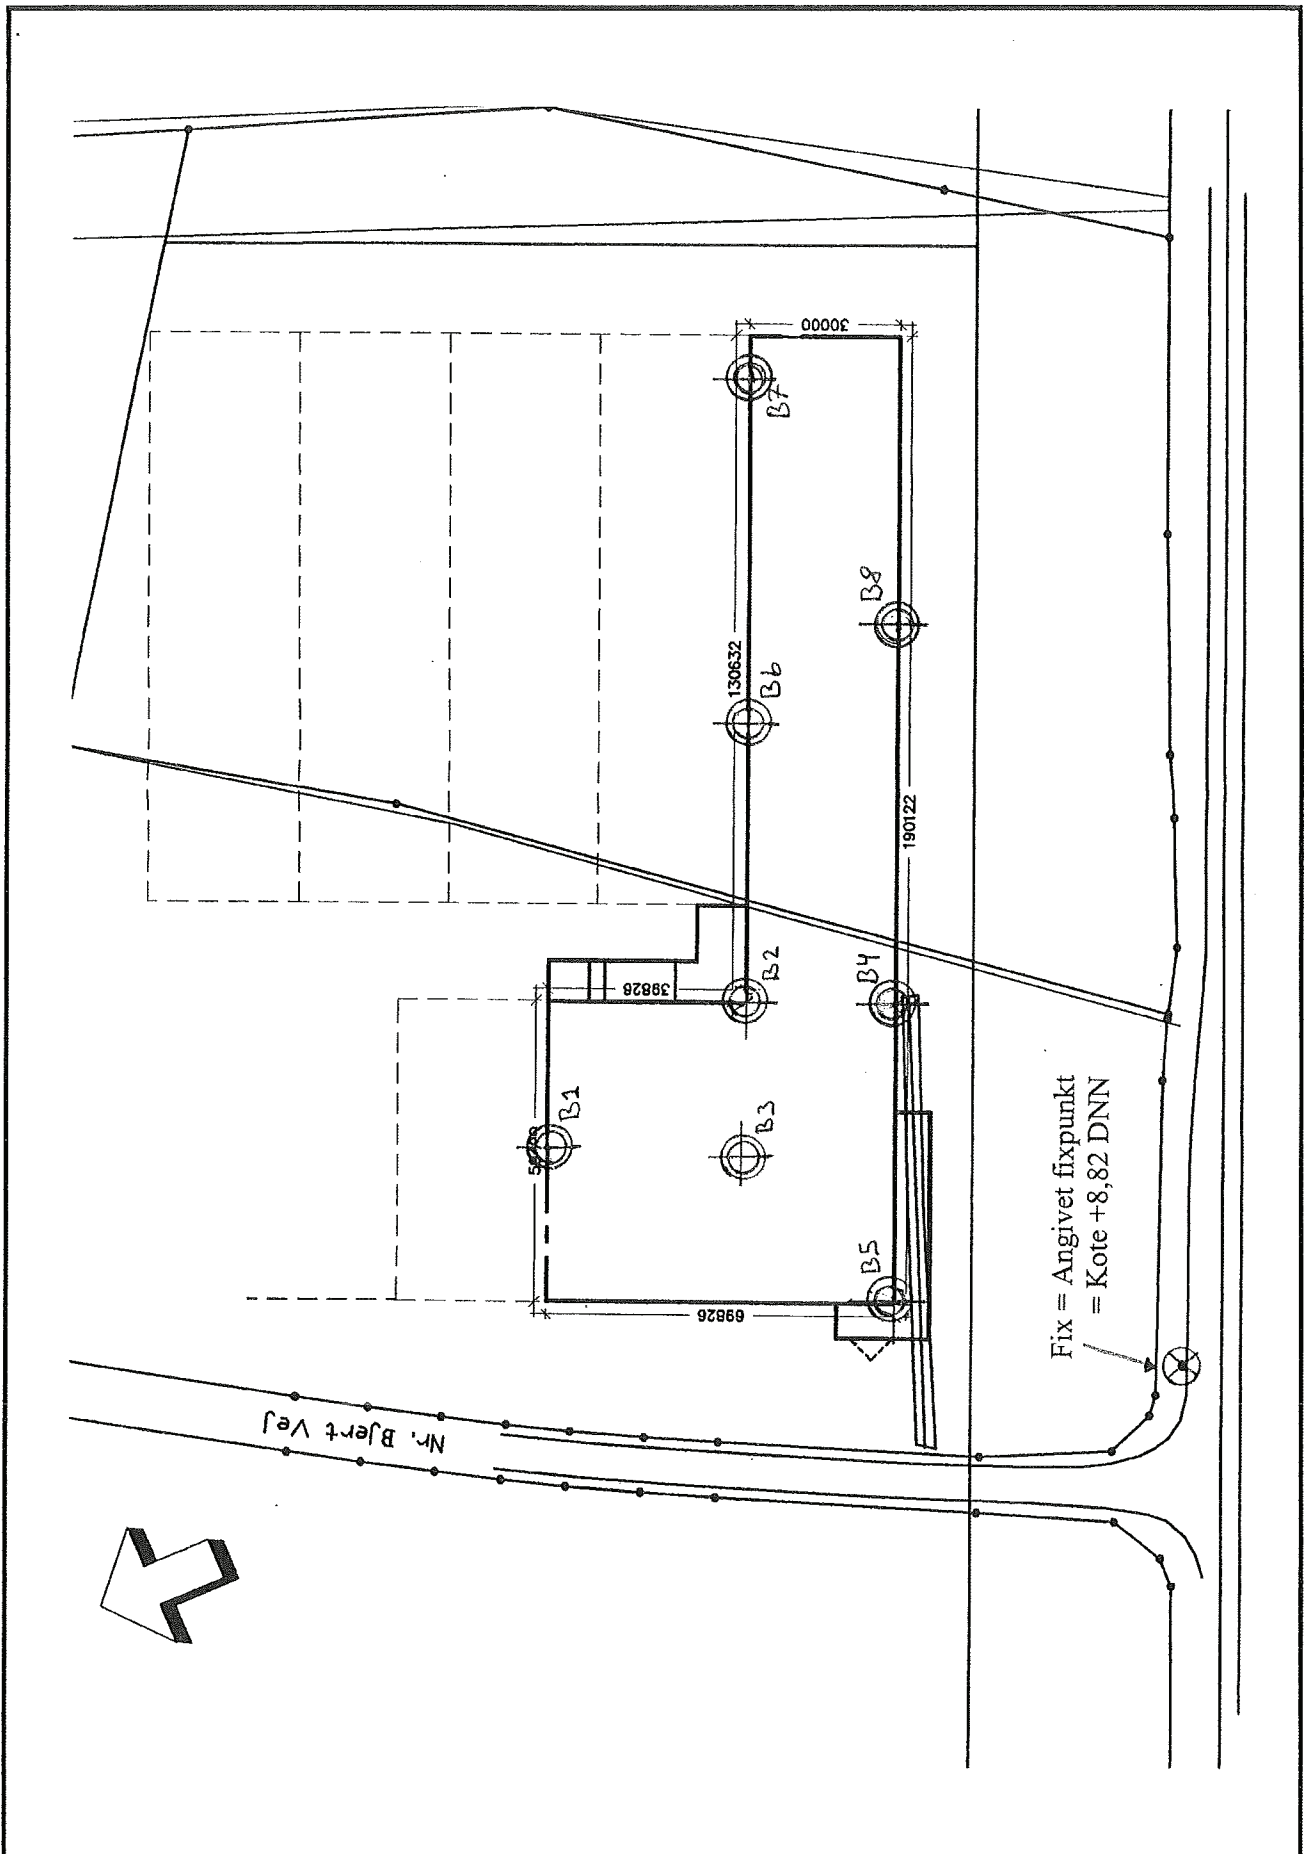 30000
B7
B8
130632
B6
190122
39826
B2
B4
B1
B3
B5
69826
Fix = Angivet fixpunkt
= Kote +8,82 DNN
Nr. Bjert Vej